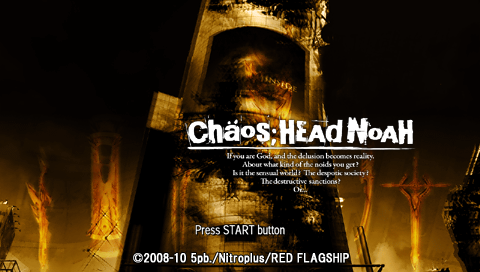 Chäos;HEAD NOAH
If you are God, and the delusion becomes reality.
About what kind of the noids you get?
Is it the sensual world? The despotic society?
The destructive sanctions?
Or...
Press START button
©2008-10 5pb./Nitroplus/RED FLAGSHIP